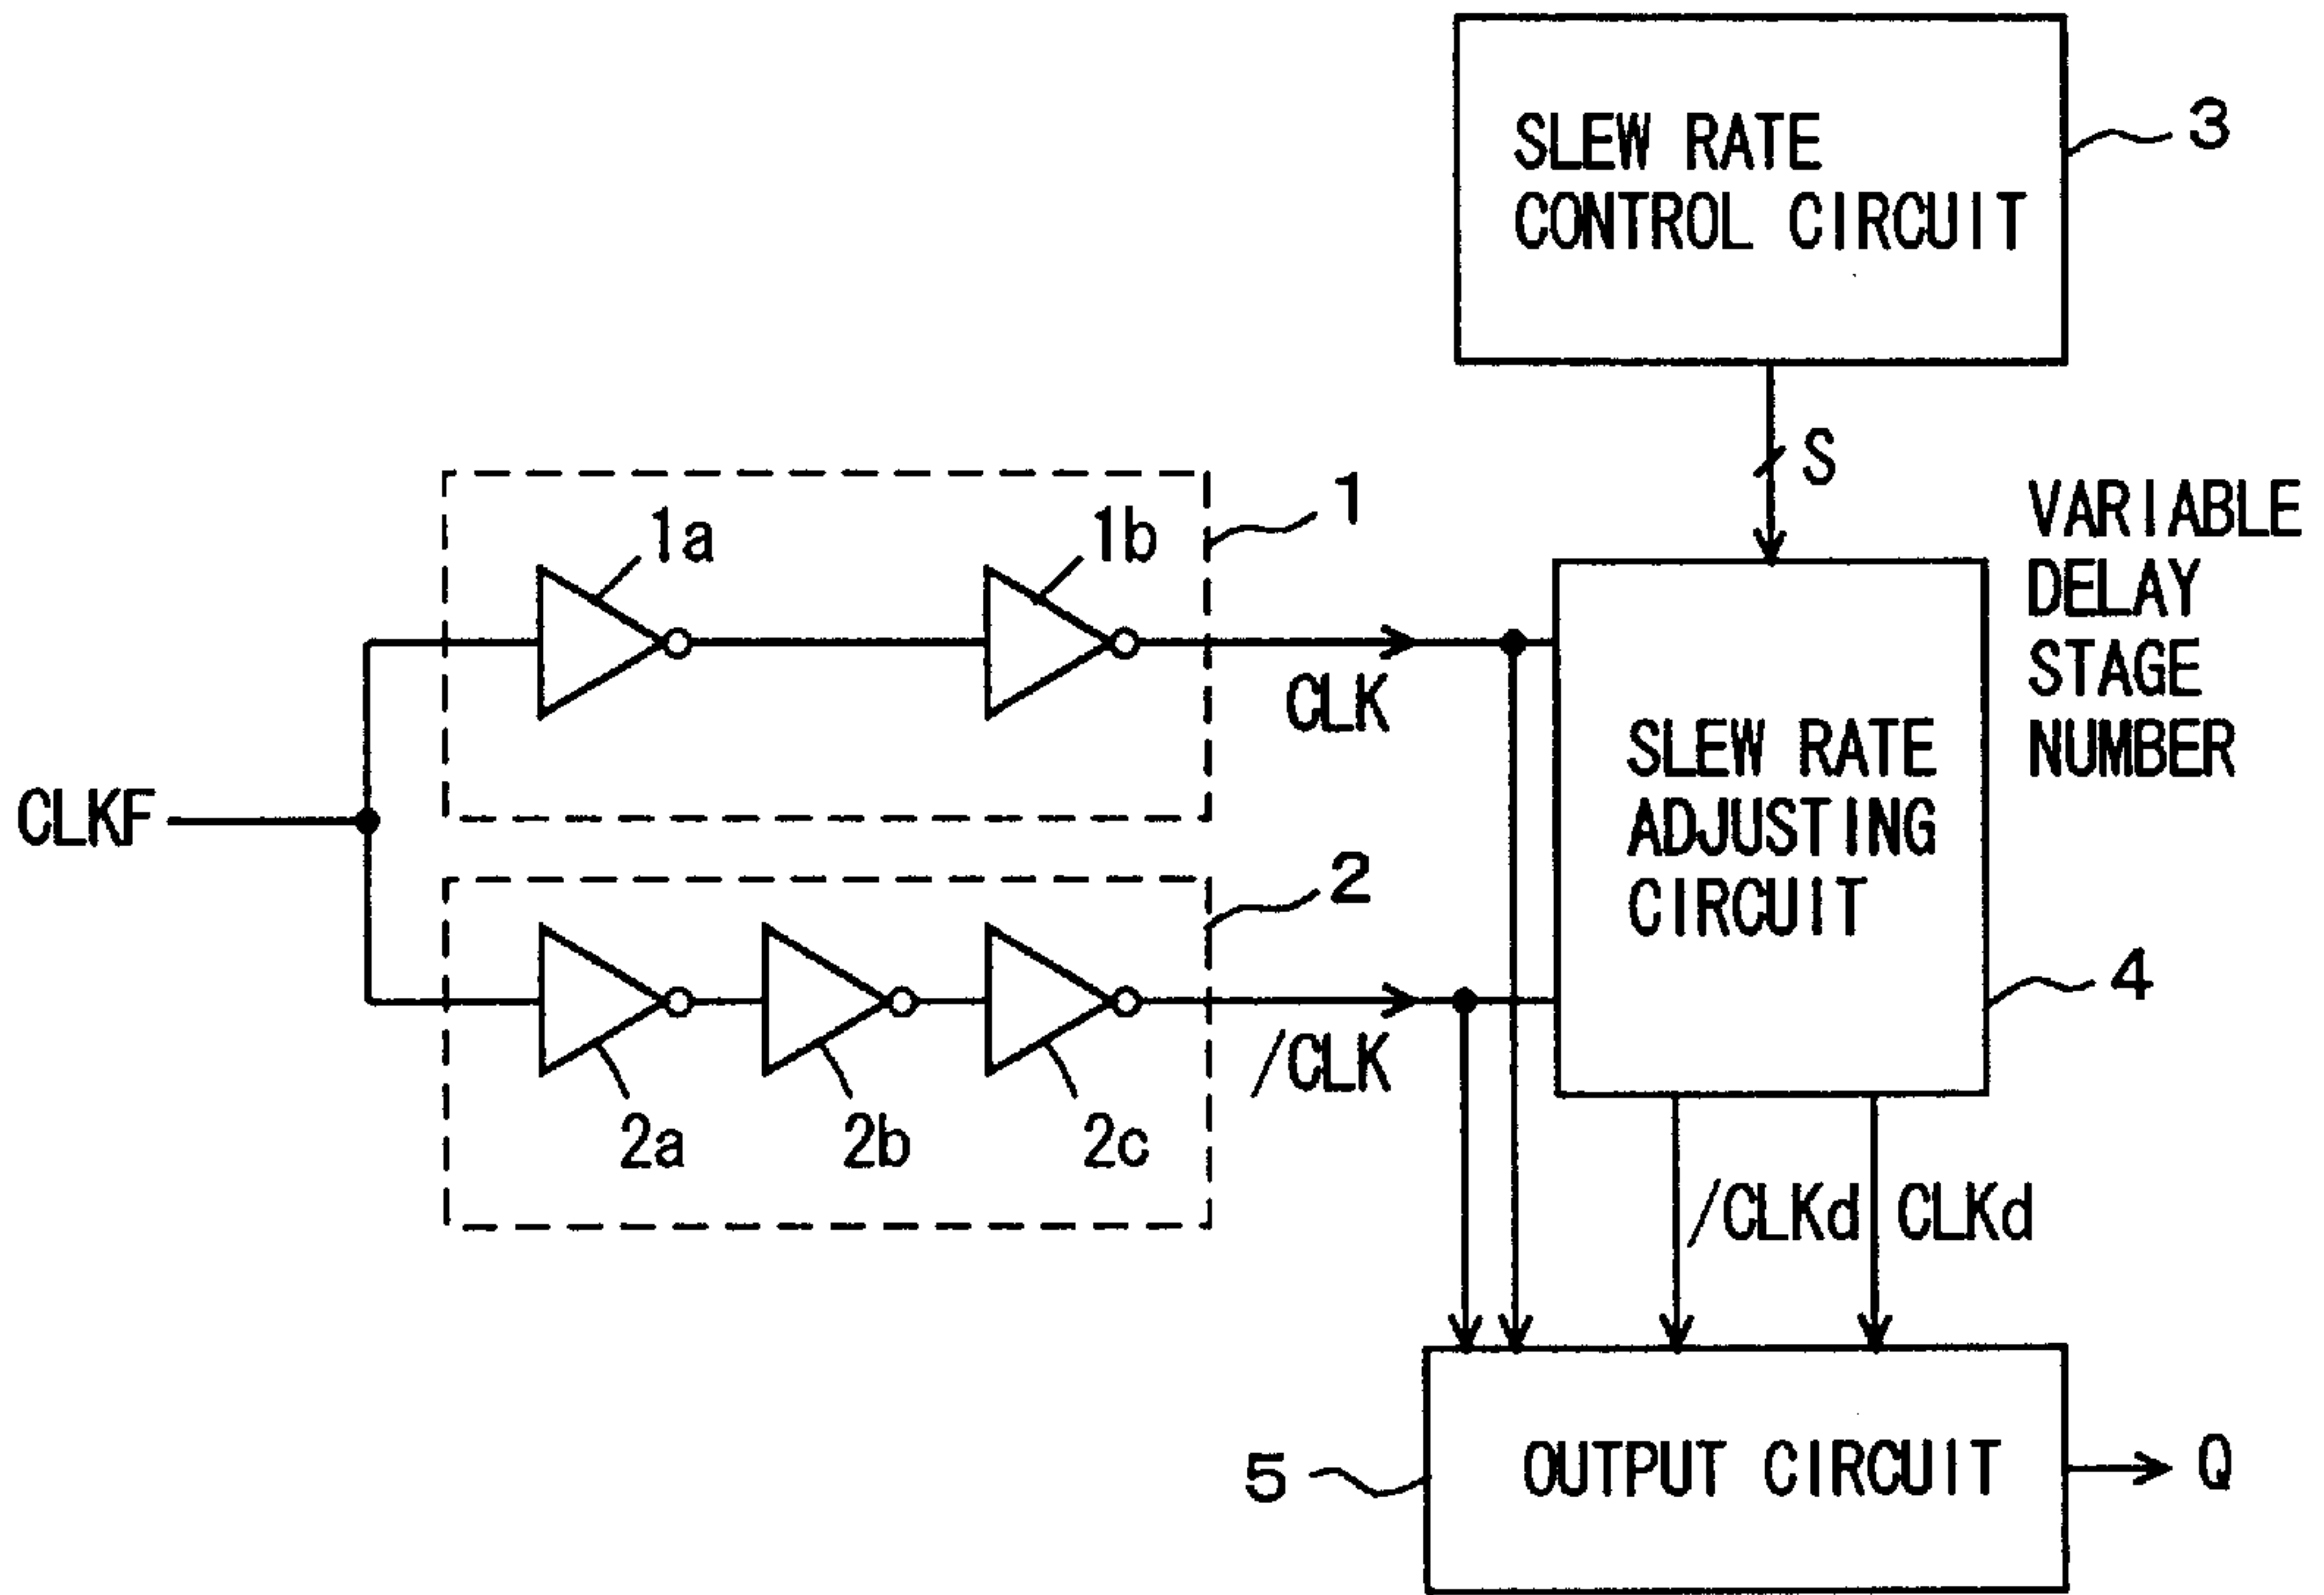 SLEW RATE
CONTROL CIRCUIT
3
S
VARIABLE
DELAY
STAGE
NUMBER
1
1a
1b
CLK
SLEW RATE
ADJUSTING
CIRCUIT
CLKF
2
4
/CLK
2a
2b
2c
/CLKd
CLKd
5
OUTPUT CIRCUIT
Q